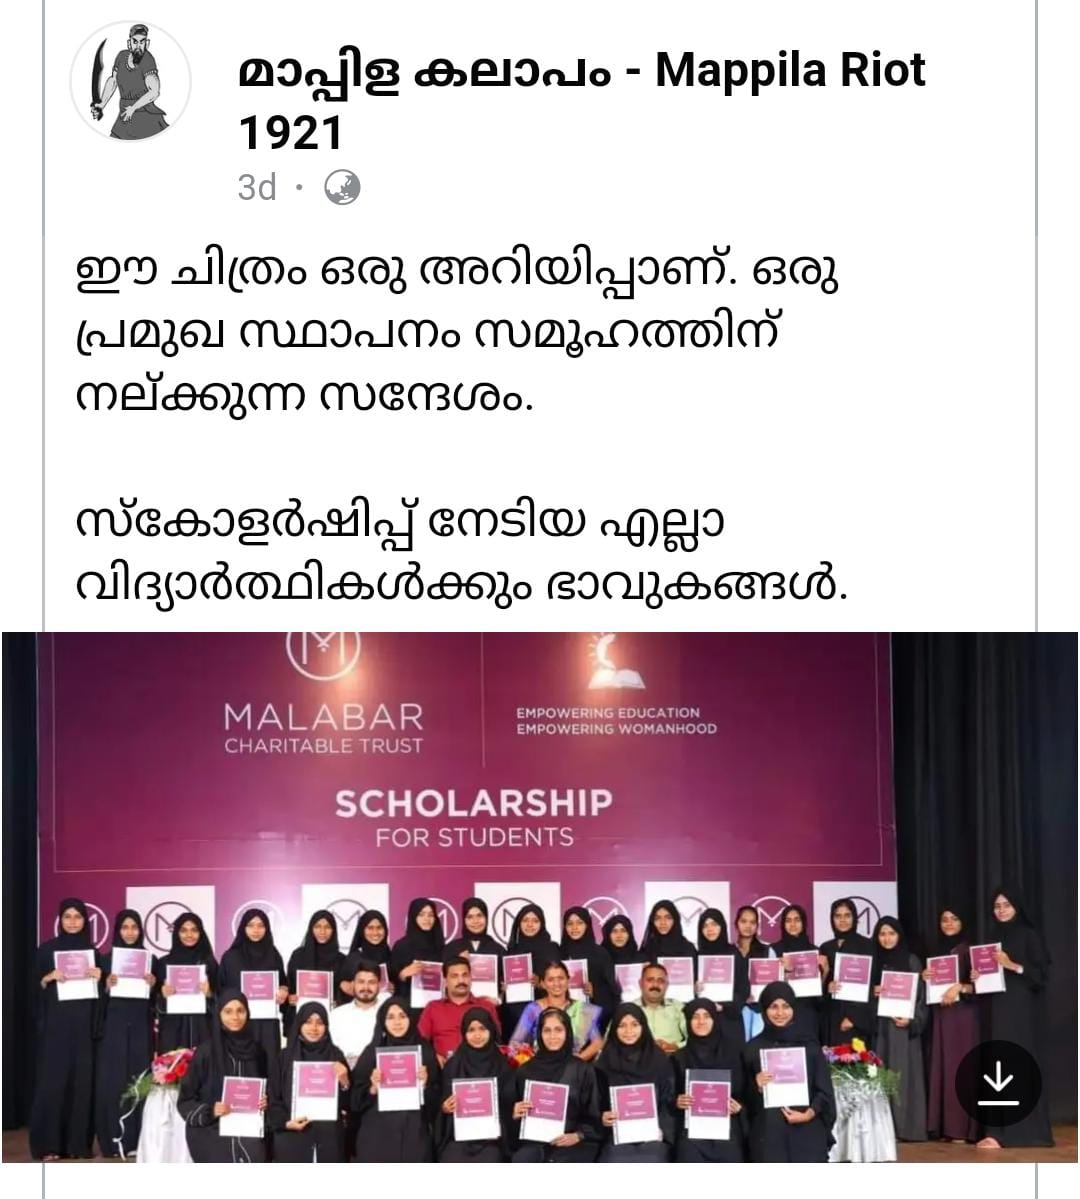 മാപ്പിള കലാപം - Mappila Riot
1921
3d ·
ഈ ചിത്രം ഒരു അറിയിപ്പാണ്. ഒരു
പ്രമുഖ സ്ഥാപനം സമൂഹത്തിന്
നല്ക്കുന്ന സന്ദേശം.
സ്കോളർഷിപ്പ് നേടിയ എല്ലാ
വിദ്യാർത്ഥികൾക്കും ഭാവുകങ്ങൾ.
MALABAR
CHARITABLE TRUST
EMPOWERING EDUCATION
EMPOWERING WOMANHOOD
SCHOLARSHIP
FOR STUDENTS